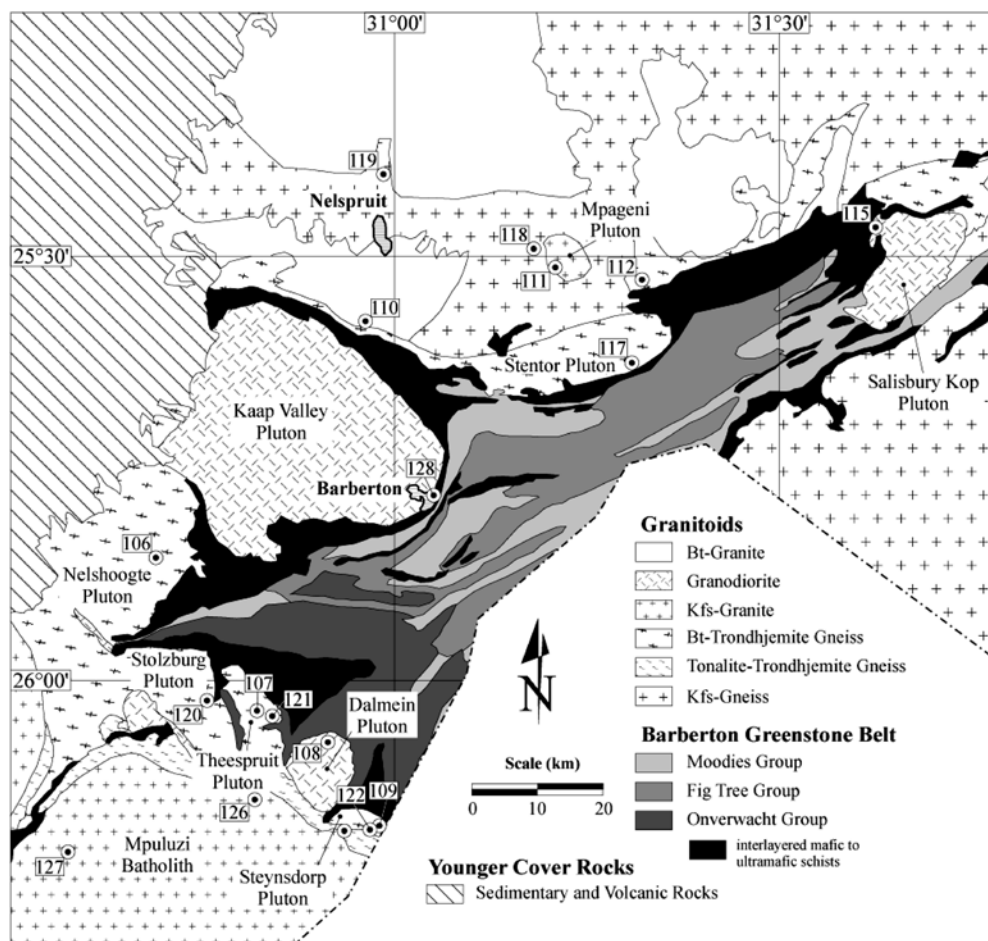 31°00'
31°30'
119
Nelspruit
118
Mpageni
Pluton
115
25°30'
111
112
110
Stentor Pluton
117
Salisbury Kop
Pluton
Kaap Valley
Pluton
128
Barberton
106
Nelshoogte
Pluton
Stolzburg
Pluton
26°00'
107
121
120
Dalmein
Pluton
108
Theespruit
Pluton
122
109
126
Mpuluzi
Batholith
127
Steynsdorp
Pluton
N
Scale (km)
0 10 20
Granitoids
Bt-Granite
Granodiorite
Kfs-Granite
Bt-Trondhjemite Gneiss
Tonalite-Trondhjemite Gneiss
Kfs-Gneiss
Barberton Greenstone Belt
Moodies Group
Fig Tree Group
Onverwacht Group
interlayered mafic to
ultramafic schists
Younger Cover Rocks
Sedimentary and Volcanic Rocks